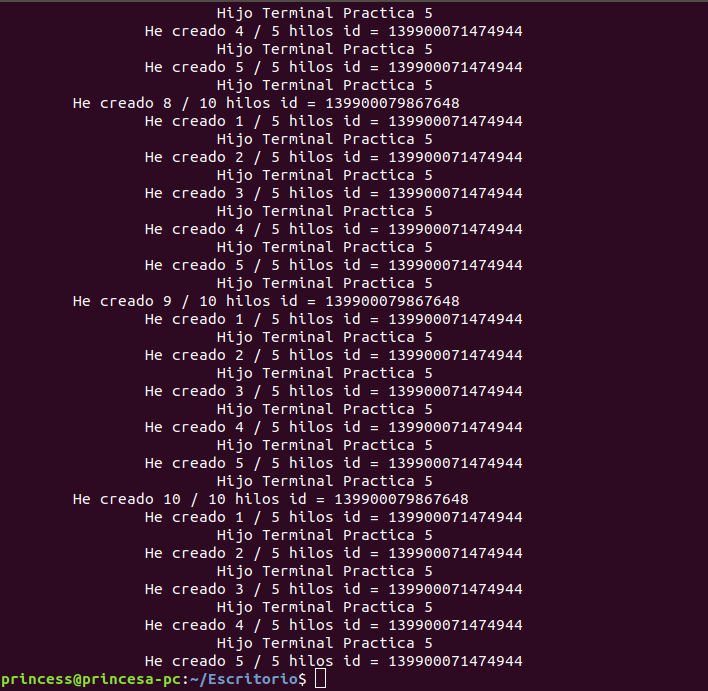 Hijo Terminal Practica 5
He creado 4 / 5 hilos id = 139900071474944
Hijo Terminal Practica 5
He creado 5 / 5 hilos id = 139900071474944
Hijo Terminal Practica 5
He creado 8 / 10 hilos id = 139900079867648
He creado 1 / 5 hilos id = 139900071474944
Hijo Terminal Practica 5
He creado 2 / 5 hilos id = 139900071474944
Hijo Terminal Practica 5
He creado 3 / 5 hilos id = 139900071474944
Hijo Terminal Practica 5
He creado 4 / 5 hilos id = 139900071474944
Hijo Terminal Practica 5
He creado 5 / 5 hilos id = 139900071474944
Hijo Terminal Practica 5
He creado 9 / 10 hilos id = 139900079867648
He creado 1 / 5 hilos id = 139900071474944
Hijo Terminal Practica 5
He creado 2 / 5 hilos id = 139900071474944
Hijo Terminal Practica 5
He creado 3 / 5 hilos id = 139900071474944
Hijo Terminal Practica 5
He creado 4 / 5 hilos id = 139900071474944
Hijo Terminal Practica 5
He creado 5 / 5 hilos id = 139900071474944
Hijo Terminal Practica 5
He creado 10 / 10 hilos id = 139900079867648
He creado 1 / 5 hilos id = 139900071474944
Hijo Terminal Practica 5
He creado 2 / 5 hilos id = 139900071474944
Hijo Terminal Practica 5
He creado 3 / 5 hilos id = 139900071474944
Hijo Terminal Practica 5
He creado 4 / 5 hilos id = 139900071474944
Hijo Terminal Practica 5
He creado 5 / 5 hilos id = 139900071474944
princess@princesa-pc:~/Escritorio$